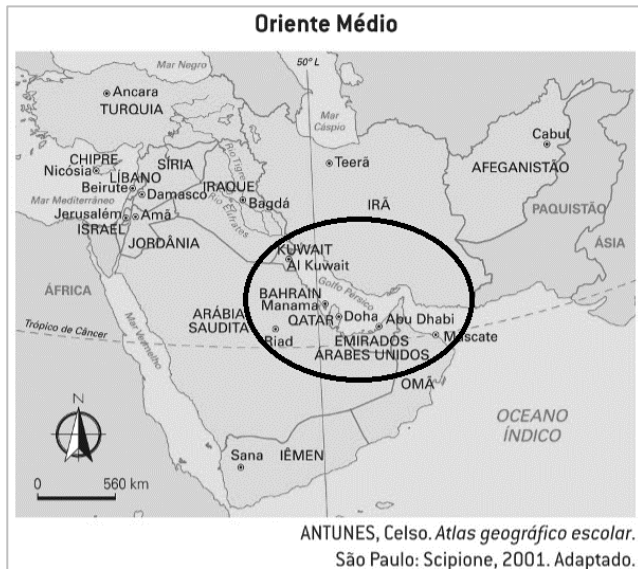 Oriente Médio
Mar Negro
50° L
Ancara
TURQUIA
Mar
Cáspio
Cabul
CHIPRE
Nicósia
SÍRIA
Rio Tigre
Teerã
AFEGANISTÃO
LÍBANO
Beirute
Damasco
IRAQUE
Bagdá
Mar Mediterrâneo
Rio Eufrates
IRÃ
PAQUISTÃO
Jerusalém
Amã
ISRAEL
JORDÂNIA
ÁSIA
KUWAIT
Al Kuwait
ÁFRICA
Golfo Pérsico
BAHRAIN
Manama
ARÁBIA
SAUDITA
QATAR
Doha
Abu Dhabi
Trópico de Câncer
Mar Vermelho
Riad
EMIRADOS
ÁRABES UNIDOS
Mascate
OMÃ
N
OCEANO
ÍNDICO
Sana
IÊMEN
0
560 km
ANTUNES, Celso. Atlas geográfico escolar.
São Paulo: Scipione, 2001. Adaptado.